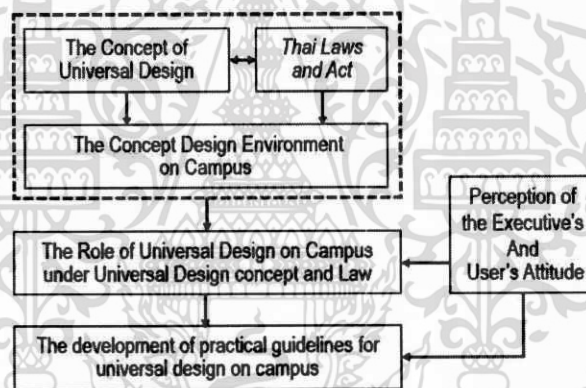 The Concept of
Universal Design
Thai Laws
and Act
The Concept Design Environment
on Campus
Perception of
the Executive's
And
User's Attitude
The Role of Universal Design on Campus
under Universal Design concept and Law
The development of practical guidelines for
universal design on campus